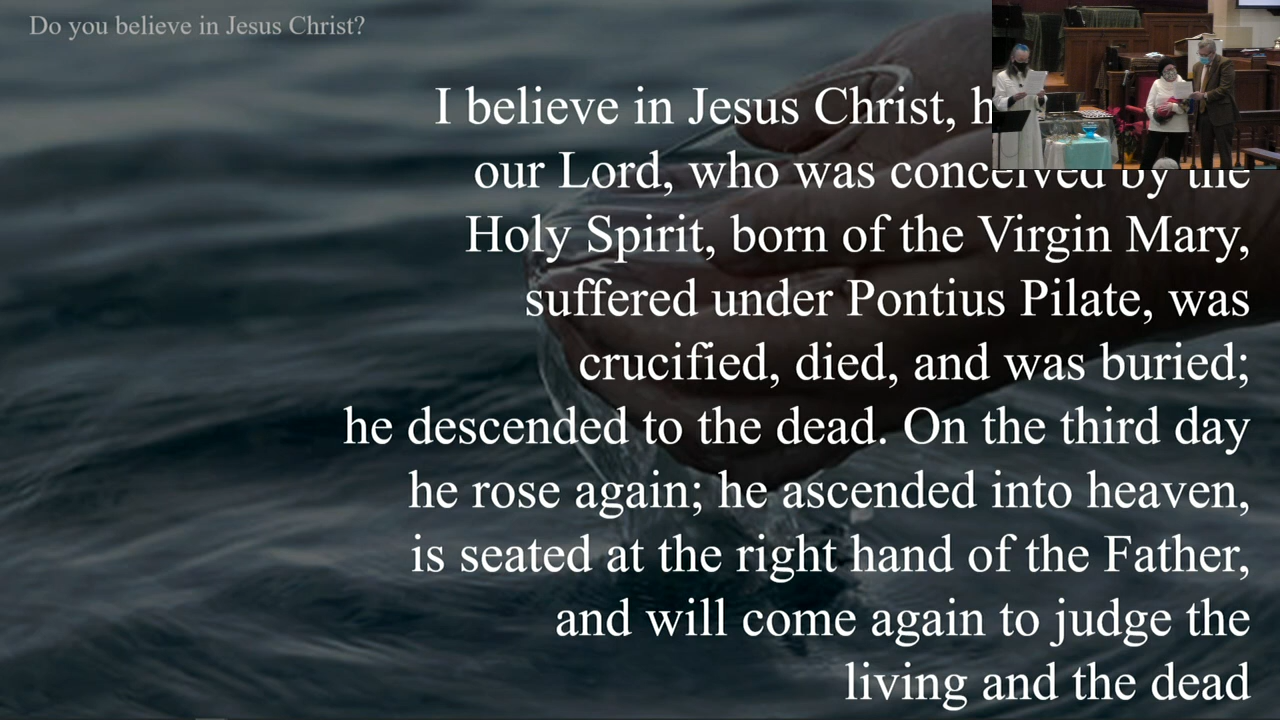 Do you believe in Jesus Christ?
I believe in Jesus Christ,
our Lord, who was conceived by the
Holy Spirit, born of the Virgin Mary,
suffered under Pontius Pilate, was
crucified, died, and was buried;
he descended to the dead. On the third day
he rose again; he ascended into heaven,
is seated at the right hand of the Father,
and will come again to judge the
living and the dead